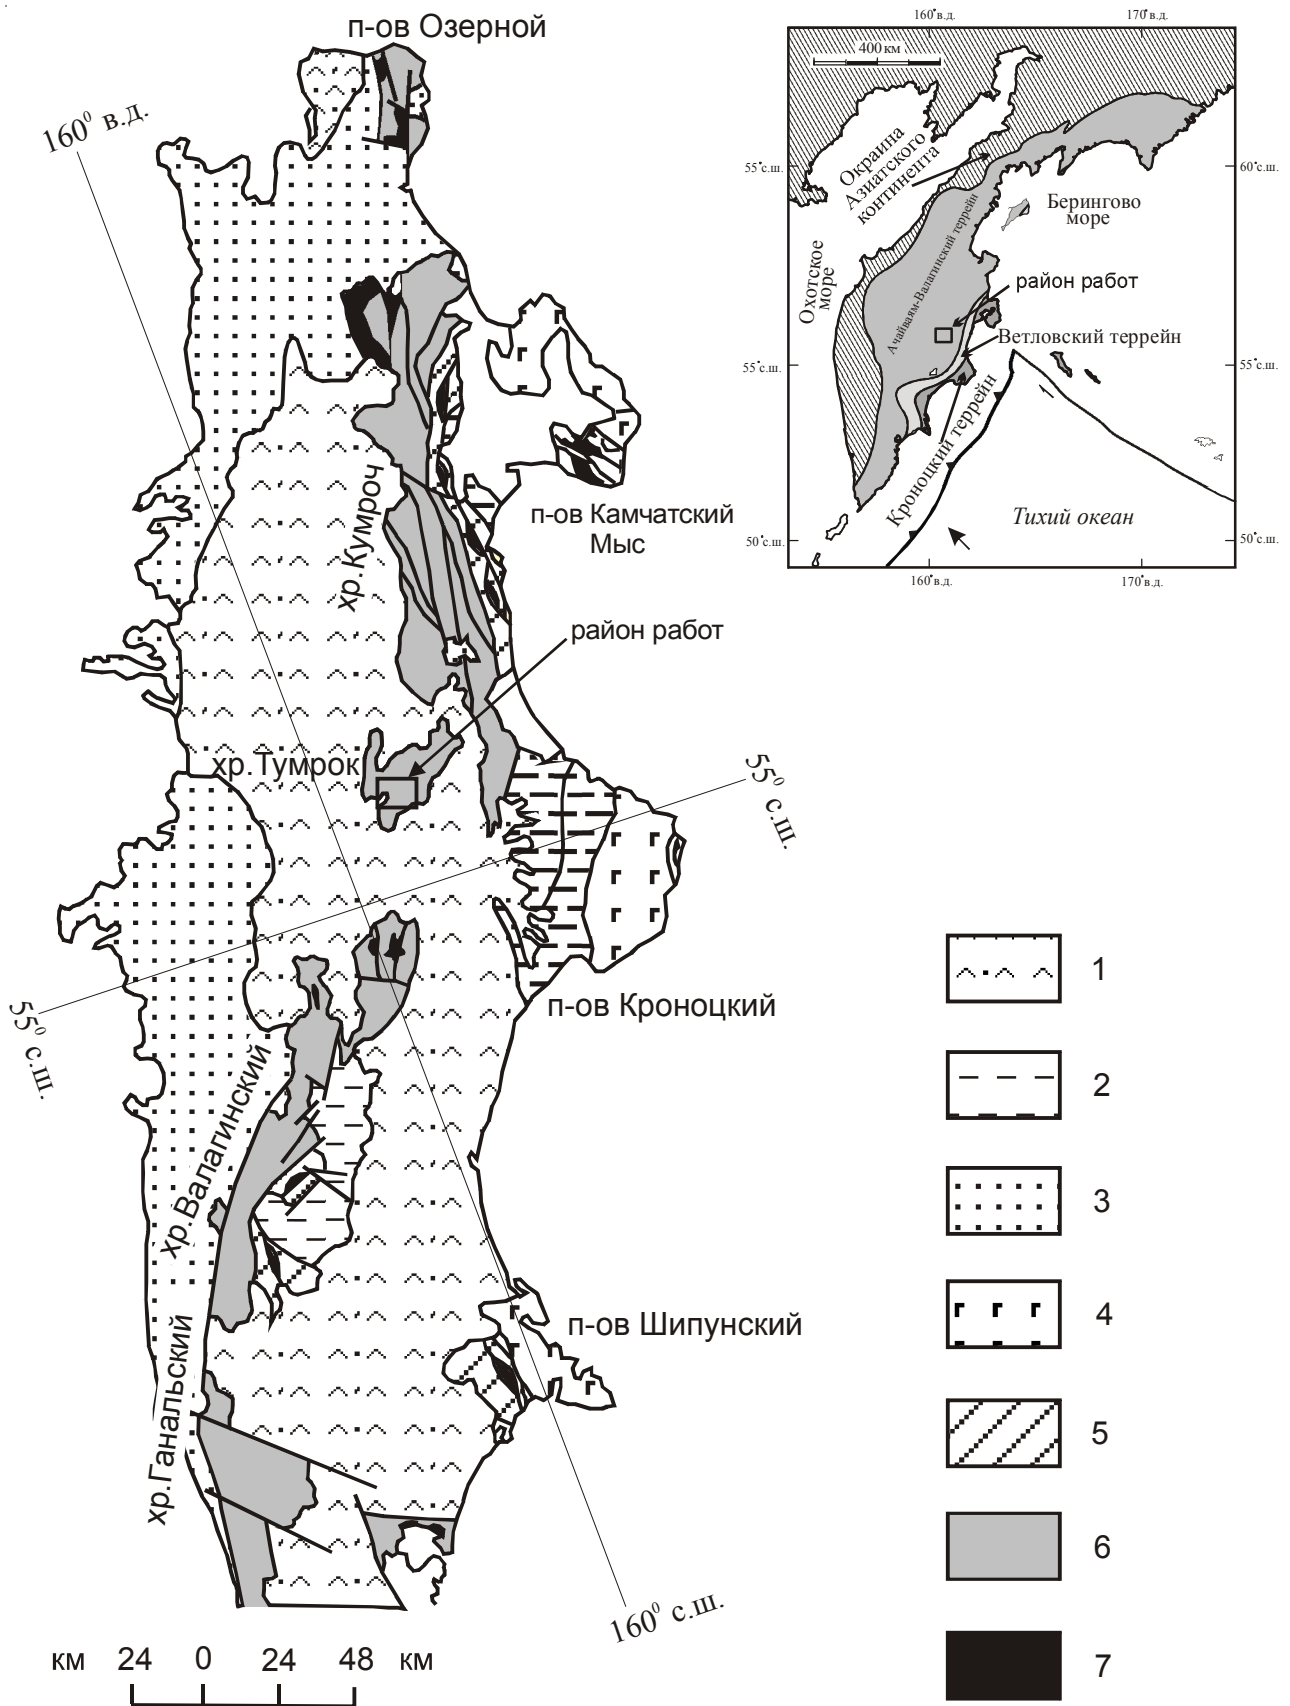 п-ов Озерной
160⁰ в.д.
хр.Кумроч
п-ов Камчатский
Мыс
район работ
хр.Тумрок
55⁰ с.ш.
п-ов Кроноцкий
55⁰ с.ш.
хр.Валагинский
п-ов Шипунский
хр.Ганальский
160⁰ с.ш.
км 24 0 24 48 км
160°в.д.
170°в.д.
400 км
55°с.ш.
60°с.ш.
Окраина
Азиатского
континента
Берингово
море
Охотское
море
Ачайваям-Валагинский террейн
район работ
Ветловский террейн
55°с.ш.
55°с.ш.
Кроноцкий террейн
Тихий океан
50°с.ш.
50°с.ш.
160°в.д.
170°в.д.
1
2
3
4
5
6
7